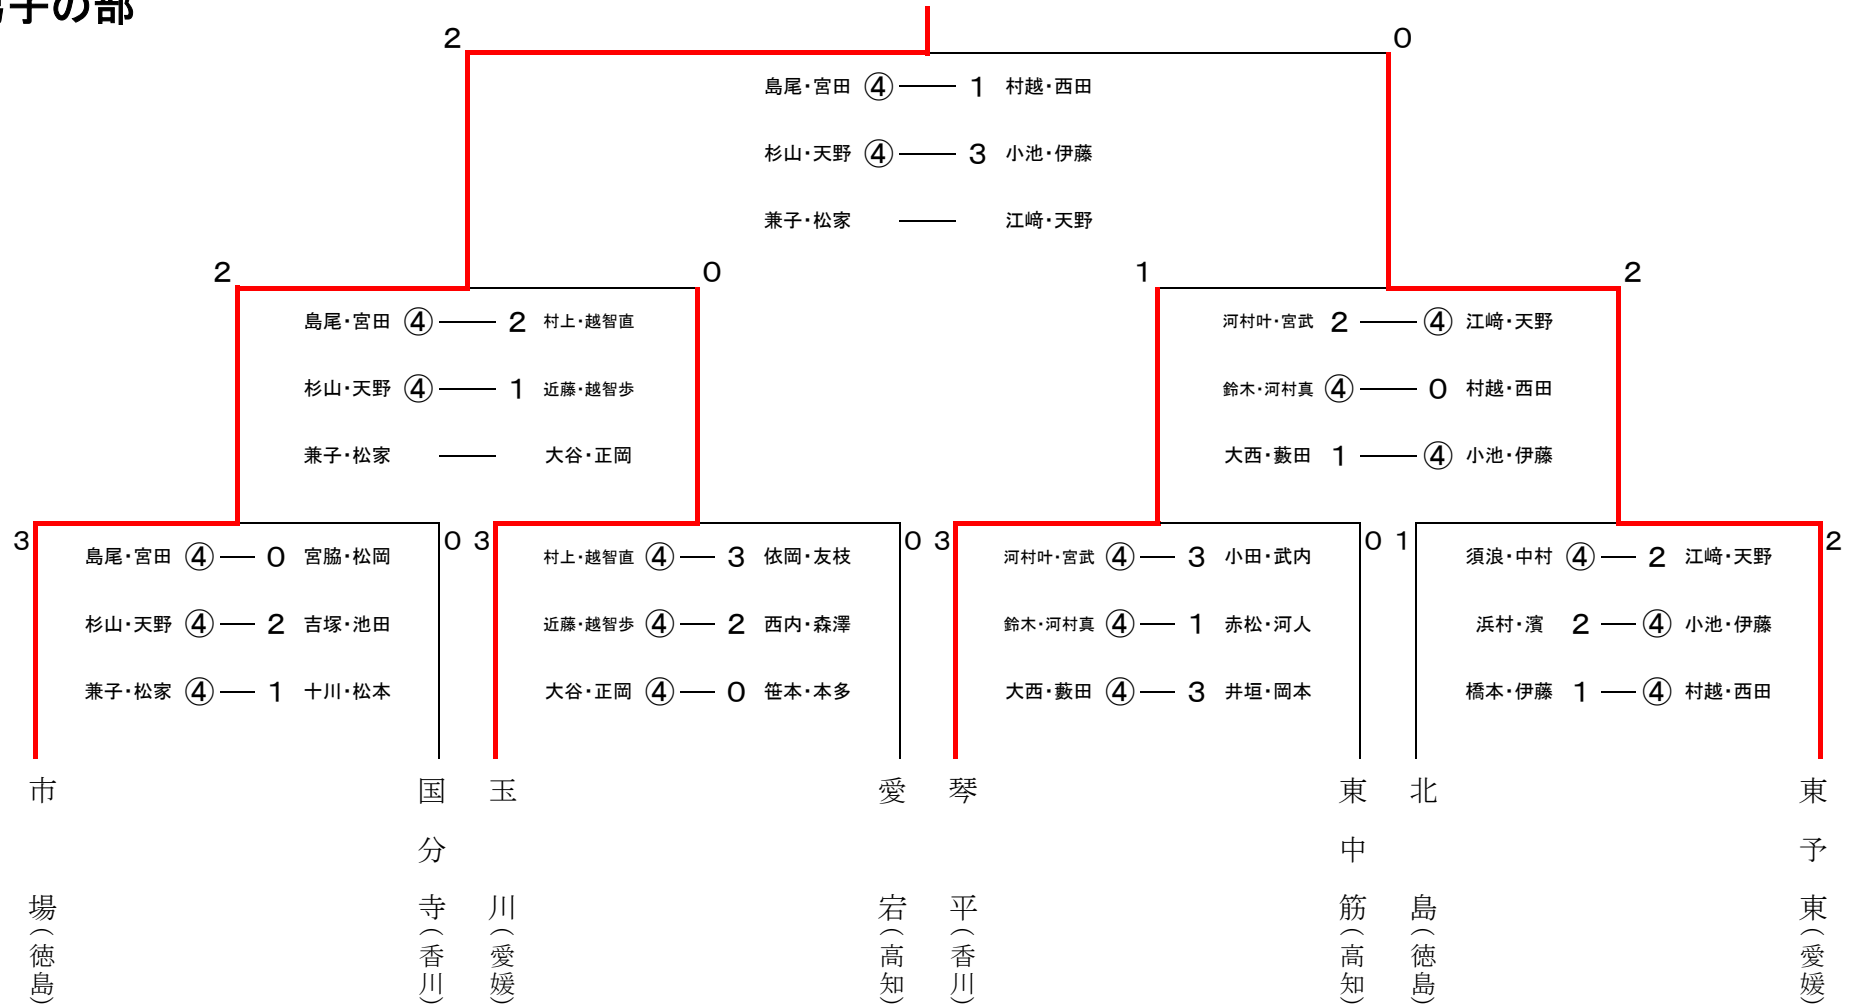 男子の部
2 0
島尾・宮田 ④ 1 村越・西田
杉山・天野 ④ 3 小池・伊藤
兼子・松家 江﨑・天野
2 0
島尾・宮田 ④ 2 村上・越智直
杉山・天野 ④ 1 近藤・越智歩
兼子・松家 大谷・正岡
1 2
河村叶・宮武 2 ④ 江﨑・天野
鈴木・河村真 ④ 0 村越・西田
大西・藪田 1 ④ 小池・伊藤
3 0
島尾・宮田 ④ 0 宮脇・松岡
杉山・天野 ④ 2 吉塚・池田
兼子・松家 ④ 1 十川・松本
3 0
村上・越智直 ④ 3 依岡・友枝
近藤・越智歩 ④ 2 西内・森澤
大谷・正岡 ④ 0 笹本・本多
3 0
河村叶・宮武 ④ 3 小田・武内
鈴木・河村真 ④ 1 赤松・河人
大西・藪田 ④ 3 井垣・岡本
1 2
須浪・中村 ④ 2 江﨑・天野
浜村・濱 2 ④ 小池・伊藤
橋本・伊藤 1 ④ 村越・西田
市場(徳島)
国分寺(香川)
玉川(愛媛)
愛宕(高知)
琴平(香川)
東中筋(高知)
北島(徳島)
東予東(愛媛)